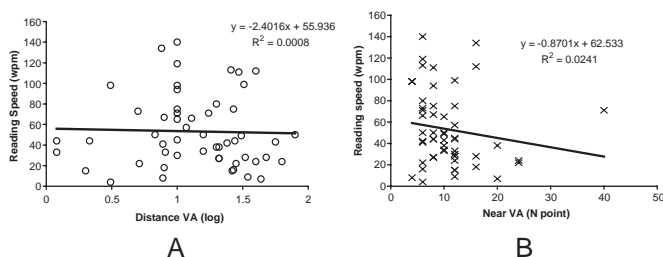 y = -2.4016x + 55.936
R² = 0.0008
Reading Speed (wpm)
160
140
120
100
80
60
40
20
0
0
0.5
1
1.5
2
Distance VA (log)
A
y = -0.8701x + 62.533
R² = 0.0241
Reading speed (wpm)
160
140
120
100
80
60
40
20
0
0
10
20
30
40
50
Near VA (N point)
B